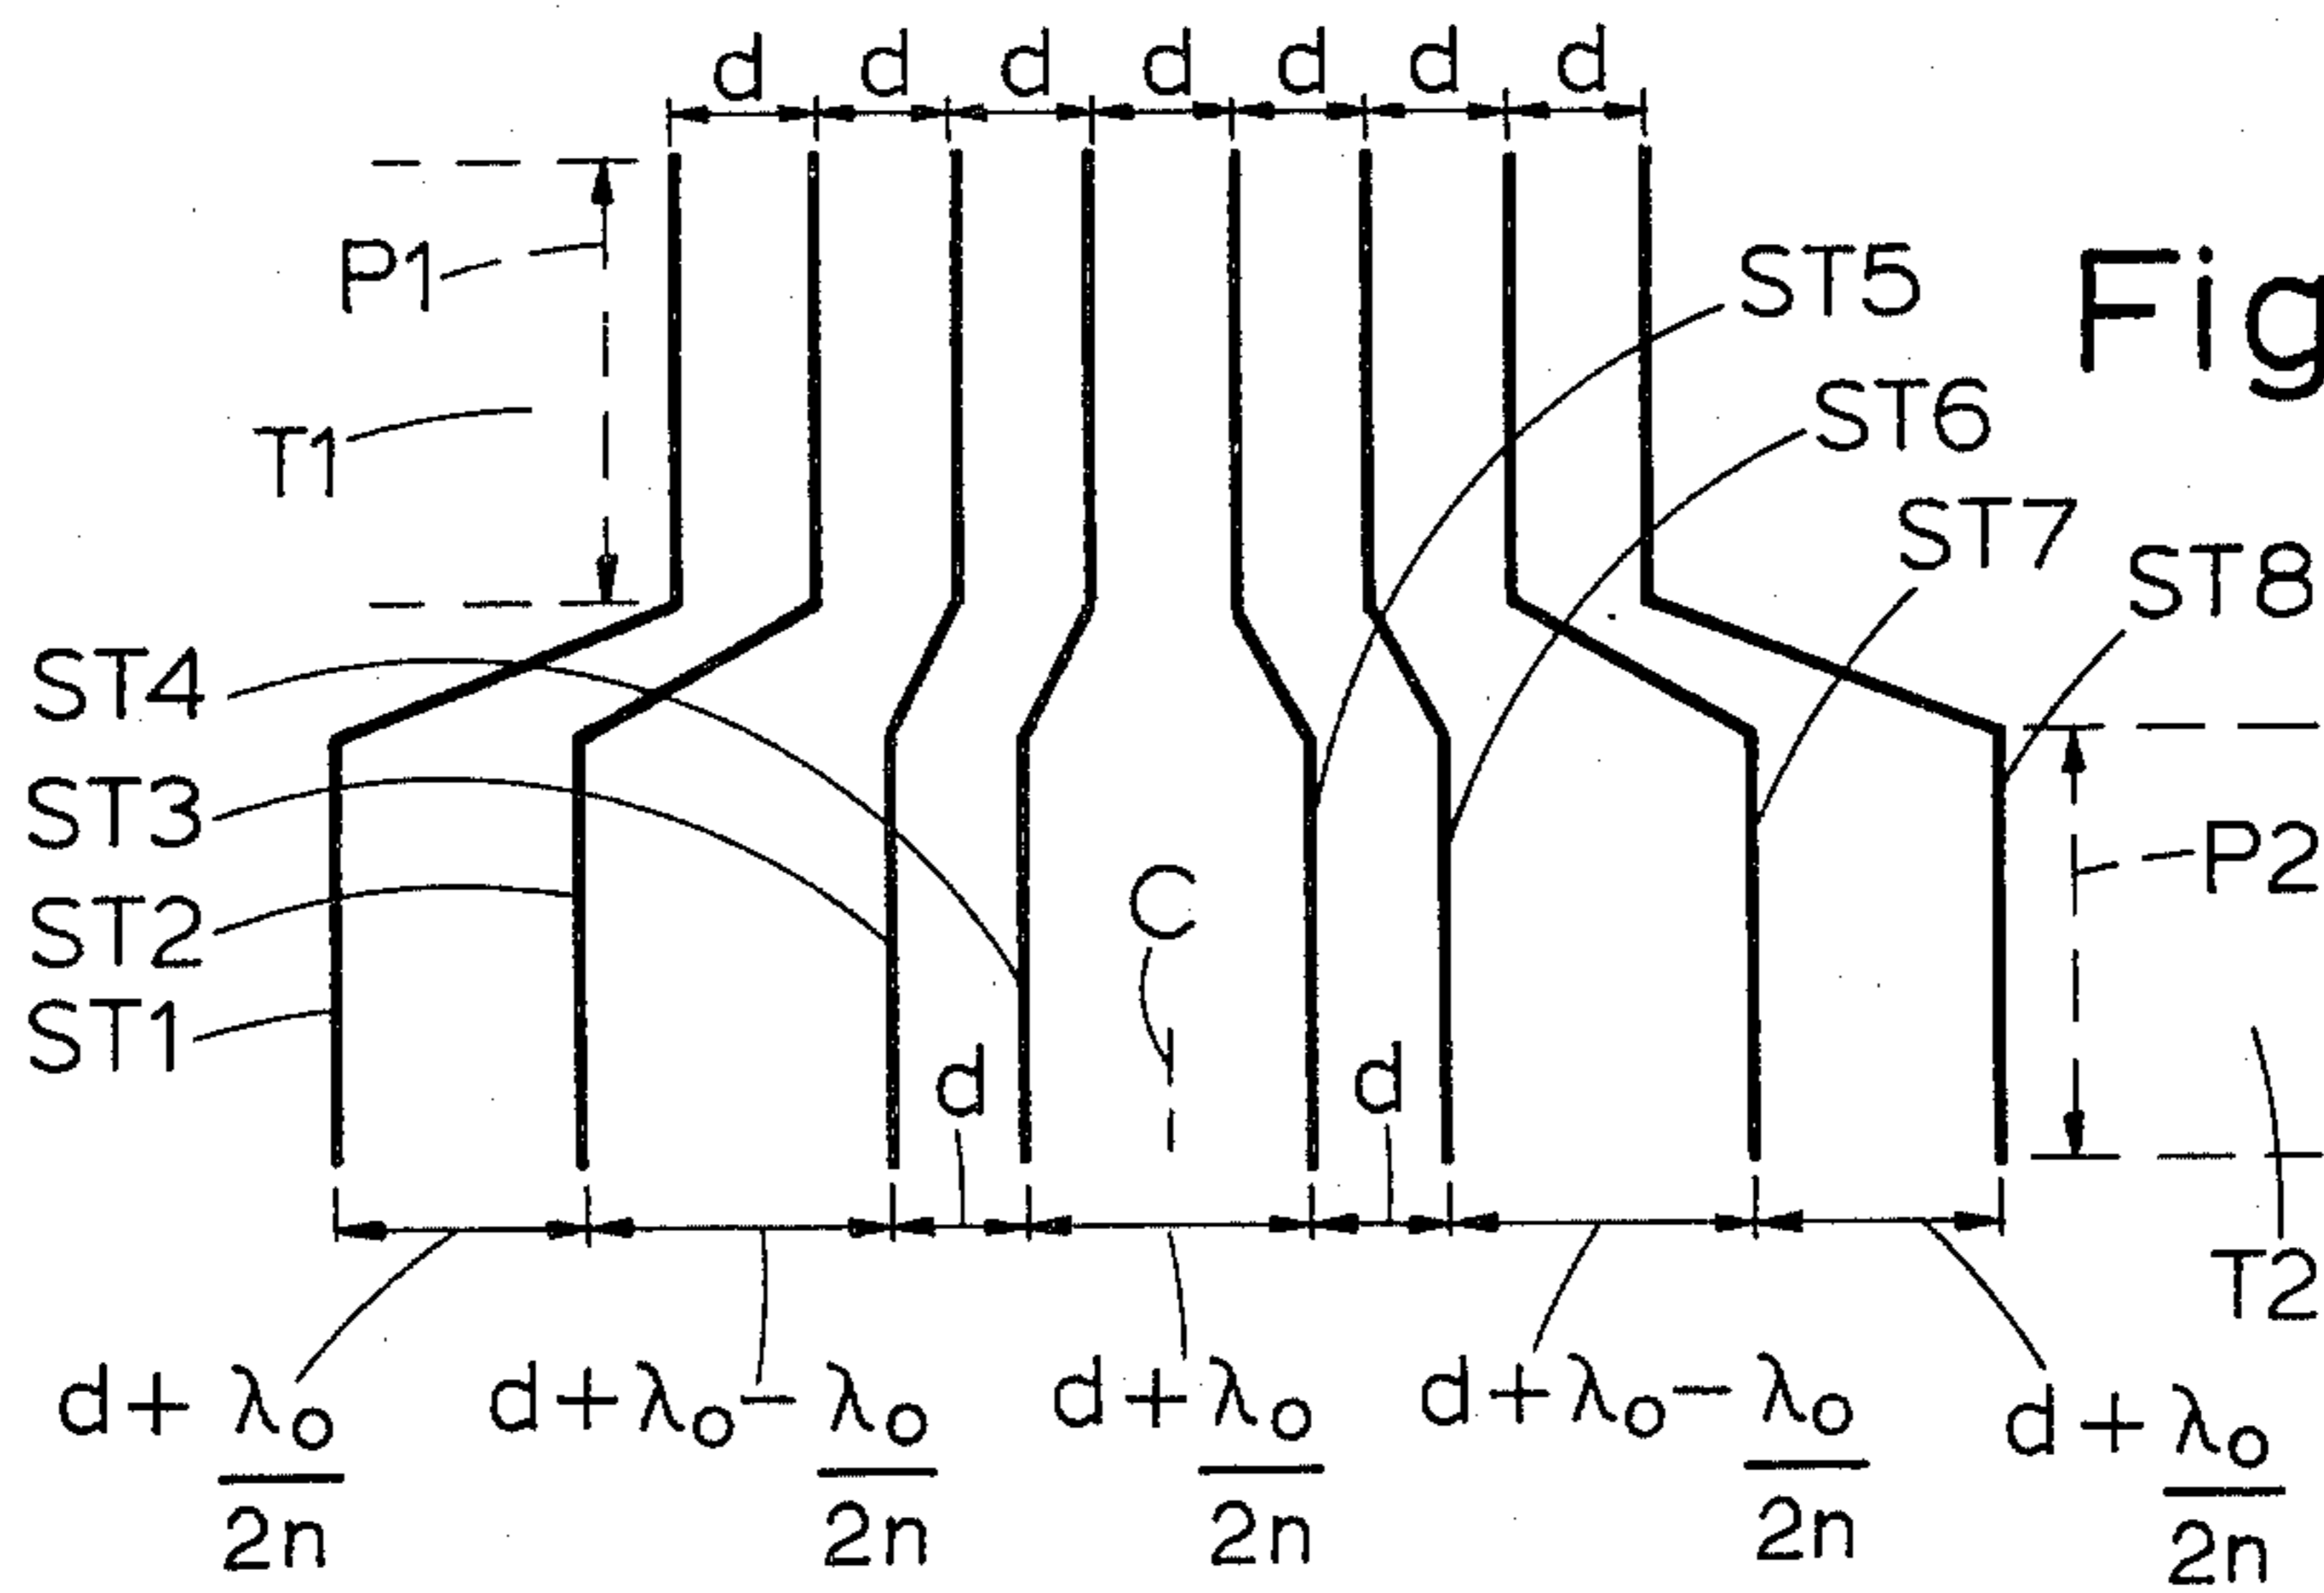 d d d d d d d
P1
ST5
Fig
ST6
T1
ST7
ST8
ST4
ST3
P2
ST2
C
ST1
d d
T2
d + λo/2n
d + λo - λo/2n
d + λo/2n
d + λo - λo/2n
d + λo/2n